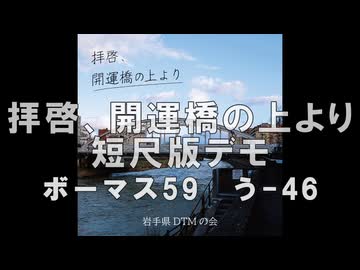 拝啓、
開運橋の上より
拝啓、開運橋の上より
短尺版デモ
ボーマス59 う-46
岩手県DTMの会